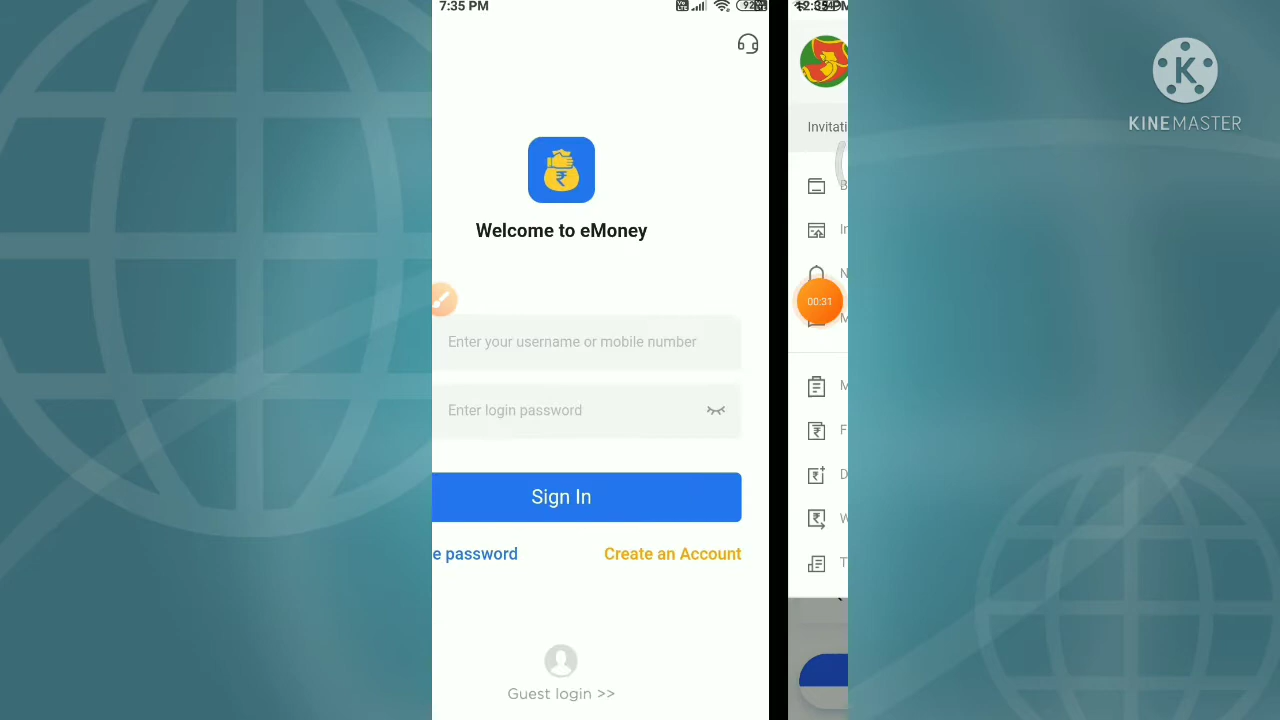 7:35 PM
KINEMASTER
Invitati
Welcome to eMoney
00:31
Enter your username or mobile number
Enter login password
Sign In
e password
Create an Account
Guest login >>